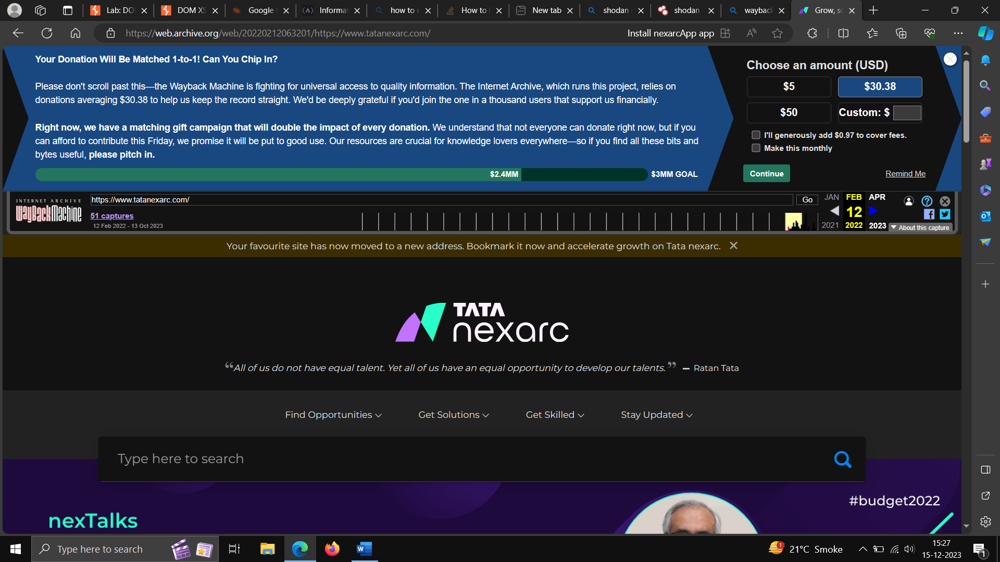 Lab: DO
DOM XS
Google
Informat
how to e
How to
New tab
shodan
shodan
wayback
Grow, sc
https://web.archive.org/web/20220212063201/https://www.tatanexarc.com/
Install nexarcApp app
Your Donation Will Be Matched 1-to-1! Can You Chip In?
Please don't scroll past this—the Wayback Machine is fighting for universal access to quality information. The Internet Archive, which runs this project, relies on
donations averaging $30.38 to help us keep the record straight. We'd be deeply grateful if you'd join the one in a thousand users that support us financially.
Right now, we have a matching gift campaign that will double the impact of every donation. We understand that not everyone can donate right now, but if you
can afford to contribute this Friday, we promise it will be put to good use. Our resources are crucial for knowledge lovers everywhere—so if you find all these bits and
bytes useful, please pitch in.
$2.4MM
$3MM GOAL
Choose an amount (USD)
$5
$30.38
$50
Custom: $
I'll generously add $0.97 to cover fees.
Make this monthly
Continue
Remind Me
INTERNET ARCHIVE
WayBackMachine
https://www.tatanexarc.com/
Go
51 captures
12 Feb 2022 - 13 Oct 2023
JAN FEB APR
12
2021 2022 2023
About this capture
Your favourite site has now moved to a new address. Bookmark it now and accelerate growth on Tata nexarc.
TATA
nexarc
“All of us do not have equal talent. Yet all of us have an equal opportunity to develop our talents.” — Ratan Tata
Find Opportunities
Get Solutions
Get Skilled
Stay Updated
Type here to search
#budget2022
nexTalks
Type here to search
1
21°C Smoke
15:27
15-12-2023
1